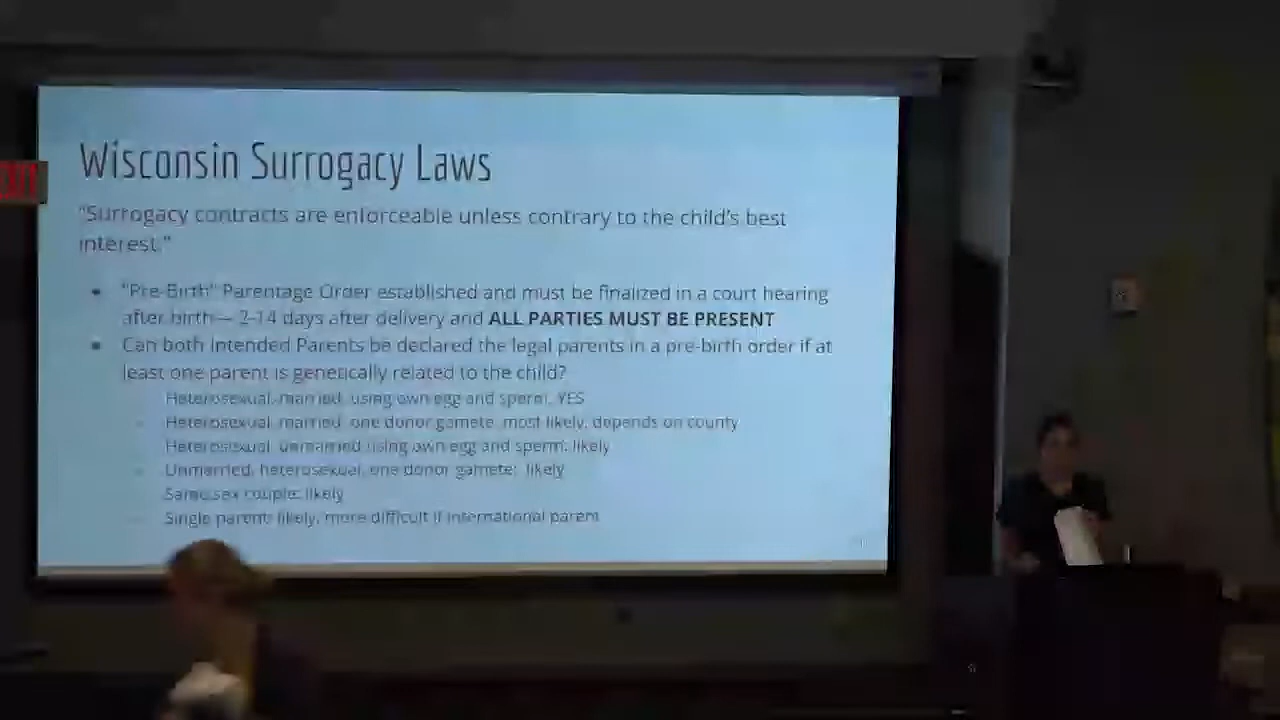 Wisconsin Surrogacy Laws
"Surrogacy contracts are enforceable unless contrary to the child's best
interest."
"Pre-Birth" Parentage Order established and must be finalized in a court hearing
after birth— 2-14 days after delivery and ALL PARTIES MUST BE PRESENT
Can both Intended Parents be declared the legal parents in a pre-birth order if at
least one parent is genetically related to the child?
Heterosexual, married, using own egg and sperm: YES
Heterosexual, married, one donor gamete: most likely, depends on county
Heterosexual, unmarried using own egg and sperm: likely
Unmarried, heterosexual, one donor gamete: likely
Same sex couple: likely
Single parent: likely, more difficult if international parent